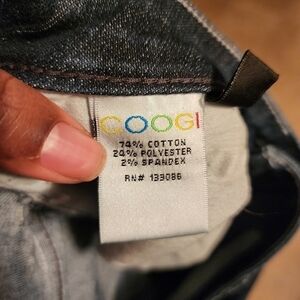 COOGI
74% COTTON
24% POLYESTER
2% SPANDEX
RN# 133086